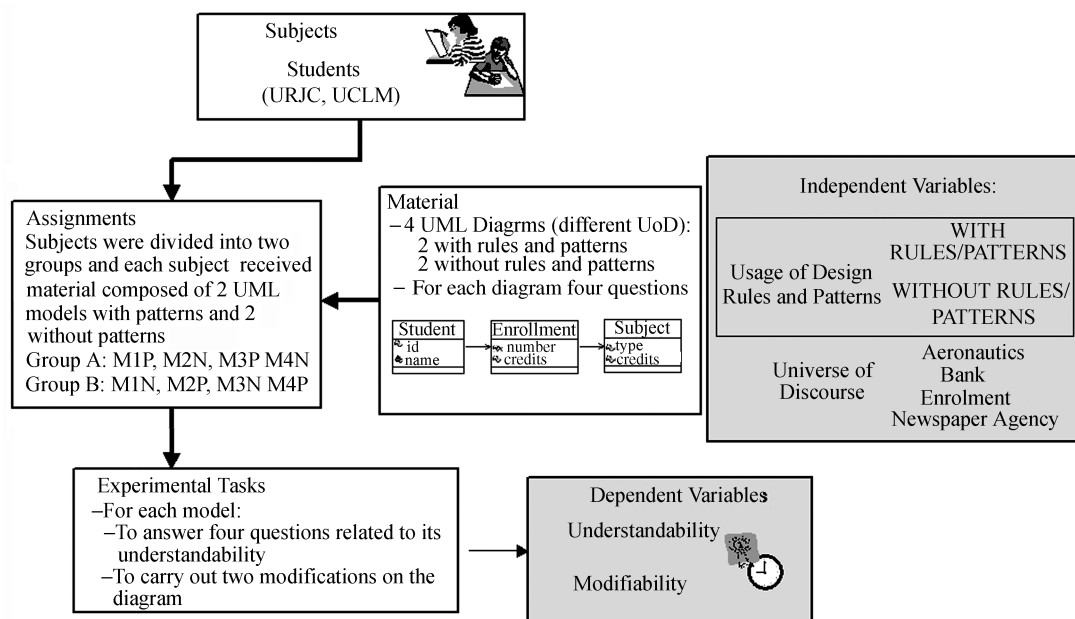 Subjects
Students
(URJC, UCLM)
Assignments
Subjects were divided into two
groups and each subject received
material composed of 2 UML
models with patterns and 2
without patterns
Group A: M1P, M2N, M3P M4N
Group B: M1N, M2P, M3N M4P
Material
–4 UML Diagrms (different UoD):
2 with rules and patterns
2 without rules and patterns
– For each diagram four questions
Student
id
name
Enrollment
number
credits
Subject
type
credits
Independent Variables:
Usage of Design
Rules and Patterns
WITH
RULES/PATTERNS
WITHOUT RULES/
PATTERNS
Universe of
Discourse
Aeronautics
Bank
Enrolment
Newspaper Agency
Experimental Tasks
–For each model:
–To answer four questions related to its
understandability
–To carry out two modifications on the
diagram
Dependent Variables
Understandability
Modifiability